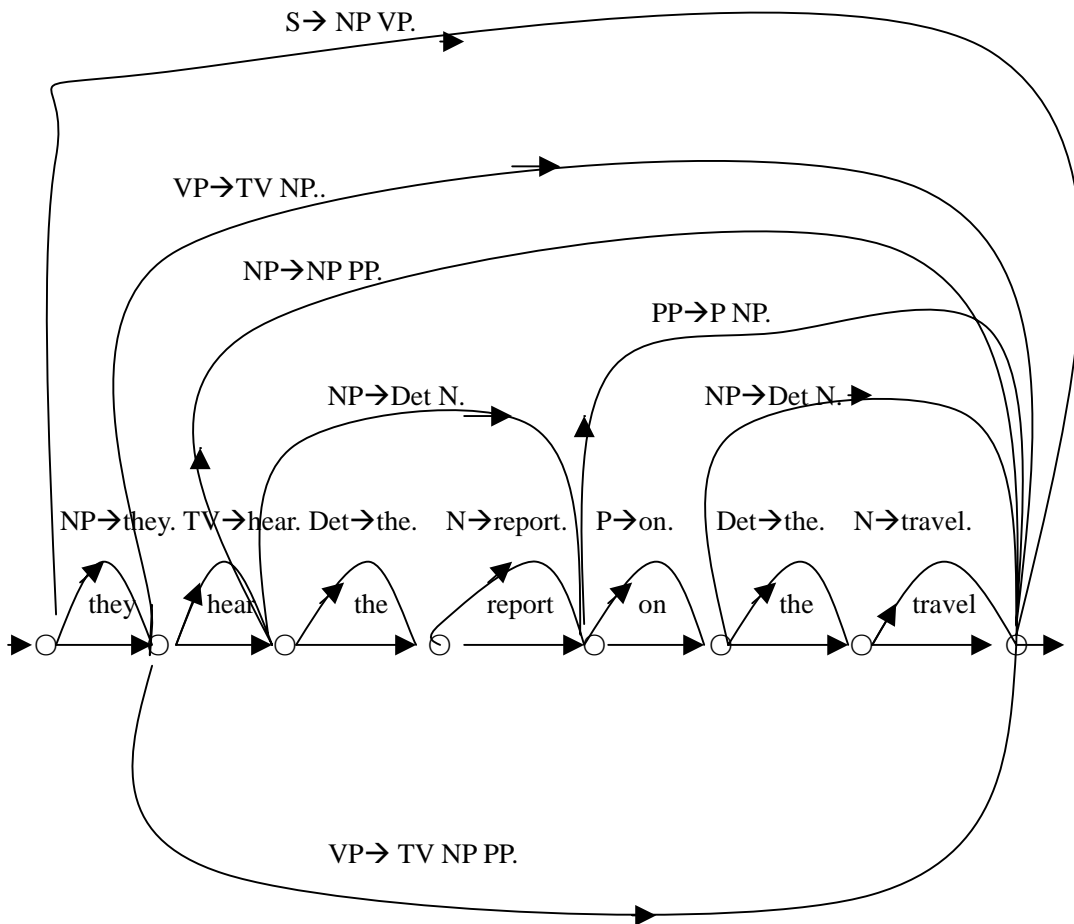 S→ NP VP.
VP→TV NP..
NP→NP PP.
PP→P NP.
NP→Det N. NP→Det N.
NP→they. TV→hear. Det→the. N→report. P→on. Det→the. N→travel.
they hear the report on the travel
VP→ TV NP PP.